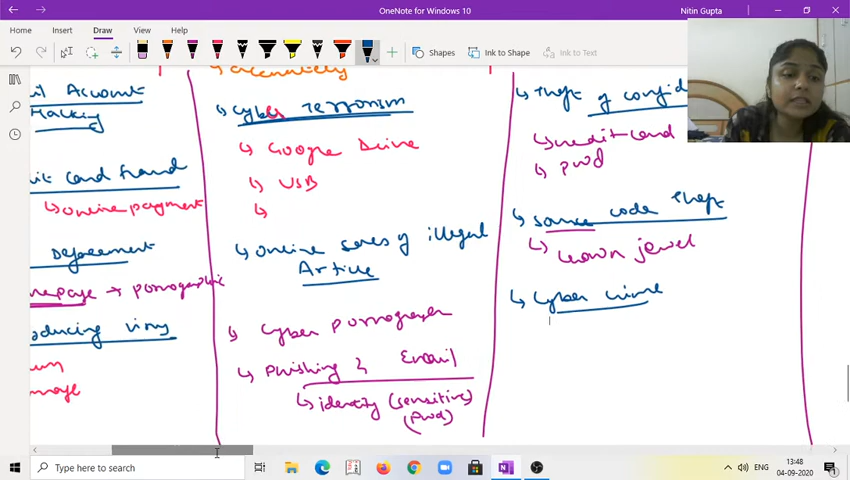 OneNote for Windows 10
Nitin Gupta
Home
Insert
Draw
View
Help
Shapes
Ink to Shape
Ink to Text
accurately
Account
Hacking
card fraud
online payment
Defacement
homepage → pornographic
producing virus
Cyber Terrorism
Google Drive
USB
online sales of illegal
Article
Cyber Pornography
Phishing & Email
identity (sensitive)
(Pwd)
Theft of confid
credit card
pwd
source code theft
crown jewel
Cyber crime
Type here to search
ENG
13:48
04-09-2020